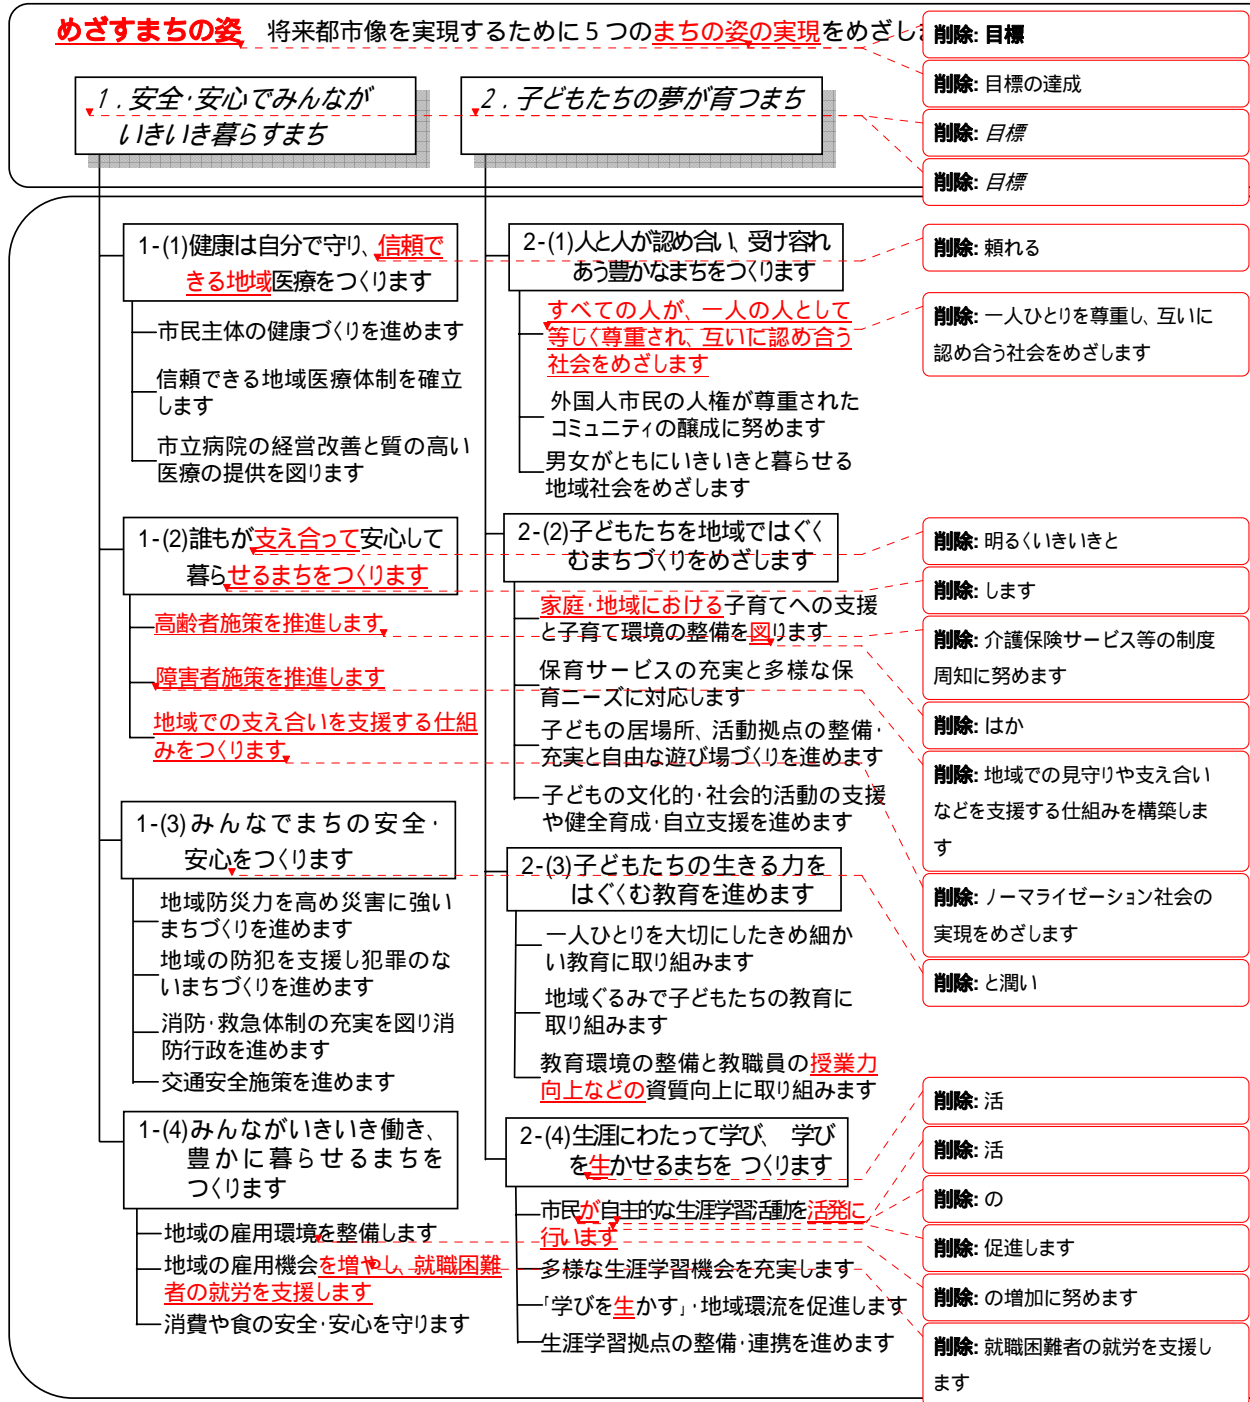 めざすまちの姿　将来都市像を実現するために5つのまちの姿の実現をめざし
1.安全・安心でみんなが
いきいき暮らすまち
2.子どもたちの夢が育つまち
1-(1)健康は自分で守り、信頼で
きる地域医療をつくります
市民主体の健康づくりを進めます
信頼できる地域医療体制を確立
します
市立病院の経営改善と質の高い
医療の提供を図ります
1-(2)誰もが支え合って安心して
暮らせるまちをつくります
高齢者施策を推進します
障害者施策を推進します
地域での支え合いを支援する仕組
みをつくります
1-(3)みんなでまちの安全・
安心をつくります
地域防災力を高め災害に強い
まちづくりを進めます
地域の防犯を支援し犯罪のな
いまちづくりを進めます
消防・救急体制の充実を図り消
防行政を進めます
交通安全施策を進めます
1-(4)みんながいきいき働き、
豊かに暮らせるまちを
つくります
地域の雇用環境を整備します
地域の雇用機会を増やし、就職困難
者の就労を支援します
消費や食の安全・安心を守ります
2-(1)人と人が認め合い、受け容れ
あう豊かなまちをつくります
すべての人が、一人の人として
等しく尊重され、互いに認め合う
社会をめざします
外国人市民の人権が尊重された
コミュニティの醸成に努めます
男女がともにいきいきと暮らせる
地域社会をめざします
2-(2)子どもたちを地域ではぐく
むまちづくりをめざします
家庭・地域における子育てへの支援
と子育て環境の整備を図ります
保育サービスの充実と多様な保
育ニーズに対応します
子どもの居場所、活動拠点の整備・
充実と自由な遊び場づくりを進めます
子どもの文化的・社会的活動の支援
や健全育成・自立支援を進めます
2-(3)子どもたちの生きる力を
はぐくむ教育を進めます
一人ひとりを大切にしたきめ細か
い教育に取り組みます
地域ぐるみで子どもたちの教育に
取り組みます
教育環境の整備と教職員の授業力
向上などの資質向上に取り組みます
2-(4)生涯にわたって学び、学び
を生かせるまちを つくります
市民が自主的な生涯学習活動を活発に
行います
多様な生涯学習機会を充実します
「学びを生かす」・地域環流を促進します
生涯学習拠点の整備・連携を進めます
削除: 目標
削除: 目標の達成
削除: 目標
削除: 目標
削除: 頼れる
削除: 一人ひとりを尊重し、互いに
認め合う社会をめざします
削除: 明るくいきいきと
削除: します
削除: 介護保険サービス等の制度
周知に努めます
削除: はか
削除: 地域での見守りや支え合い
などを支援する仕組みを構築しま
す
削除: ノーマライゼーション社会の
実現をめざします
削除: と潤い
削除: 活
削除: 活
削除: の
削除: 促進します
削除: の増加に努めます
削除: 就職困難者の就労を支援し
ます